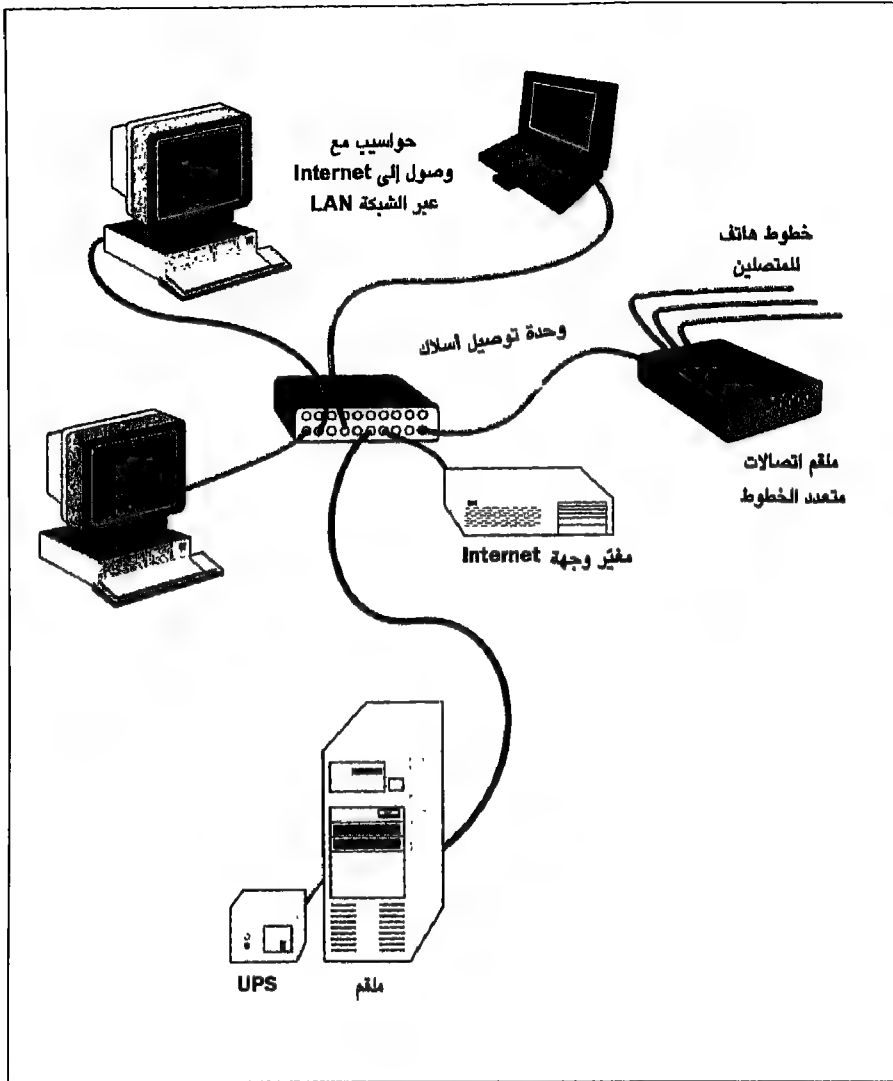 حواسيب مع
وصول إلى Internet
عبر الشبكة LAN
خطوط هاتف
للمتصلين
وحدة توصيل أسلاك
ملقم اتصالات
متعدد الخطوط
مغيّر وجهة Internet
UPS
ملقم